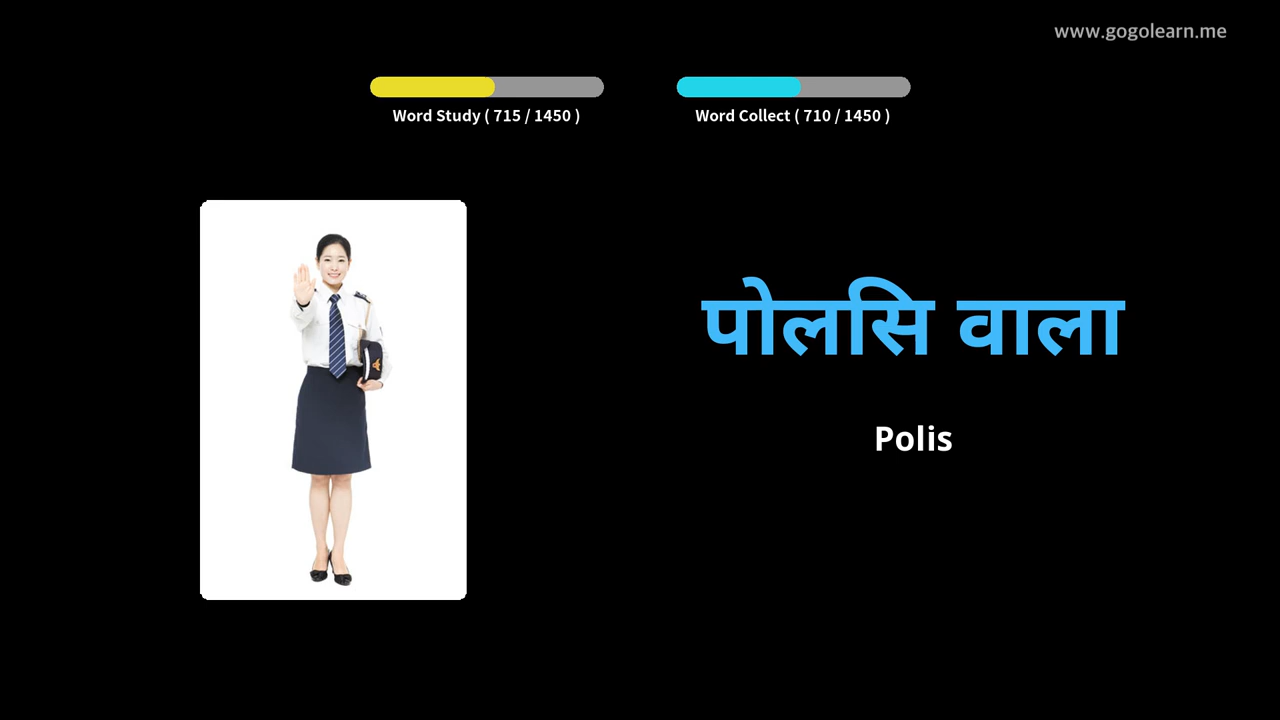 www.gogolearn.me
Word Study ( 715 / 1450 )
Word Collect ( 710 / 1450 )
पोलसि वाला
Polis